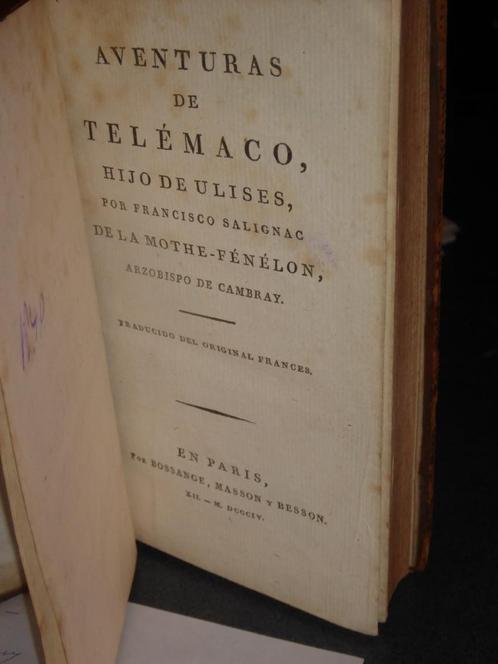 AVENTURAS
DE
TELÉMACO,
HIJO DE ULISES,
POR FRANCISCO SALIGNAC
DE LA MOTHE-FÉNÉLON,
ARZOBISPO DE CAMBRAY.
TRADUCIDO DEL ORIGINAL FRANCES.
EN PARIS,
POR BOSSANGE, MASSON Y BESSON.
XII. — M. DCCCIV.